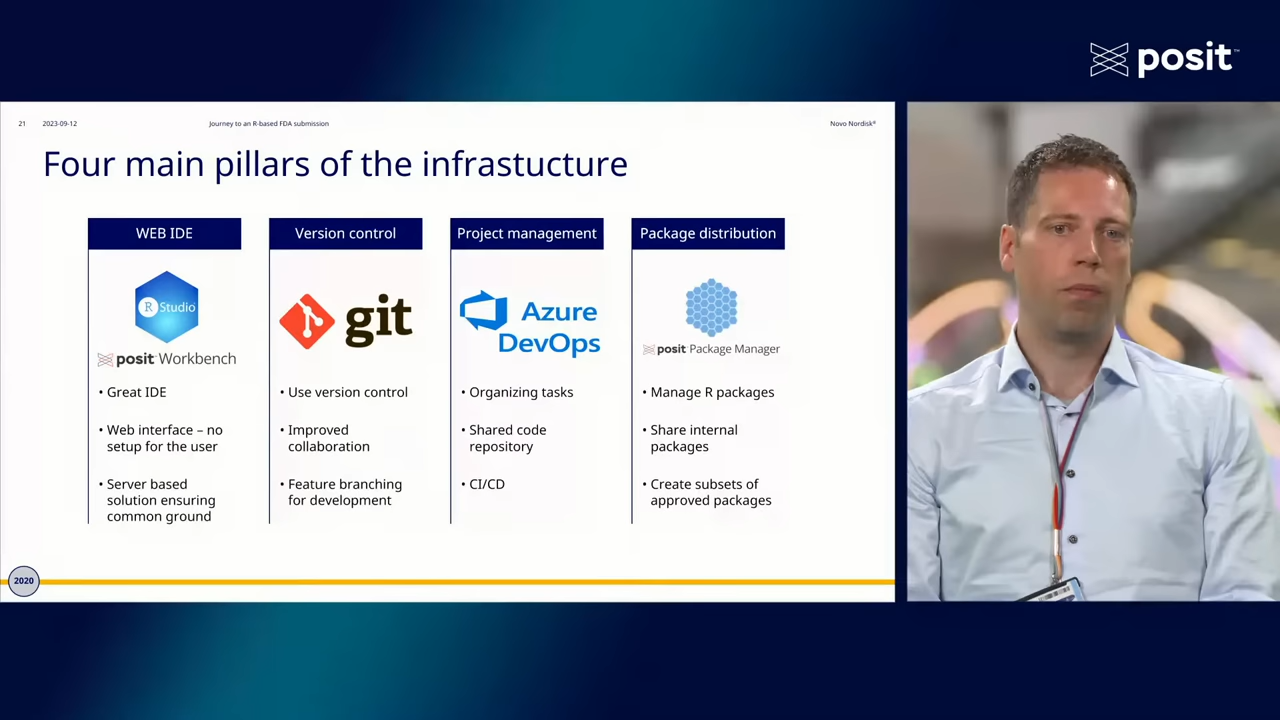 posit™
21 2023-09-12 Journey to an R-based FDA submission Novo Nordisk®
Four main pillars of the infrastucture
WEB IDE
R Studio
posit Workbench
• Great IDE
• Web interface – no
setup for the user
• Server based
solution ensuring
common ground
Version control
git
• Use version control
• Improved
collaboration
• Feature branching
for development
Project management
Azure
DevOps
• Organizing tasks
• Shared code
repository
• CI/CD
Package distribution
posit Package Manager
• Manage R packages
• Share internal
packages
• Create subsets of
approved packages
2020